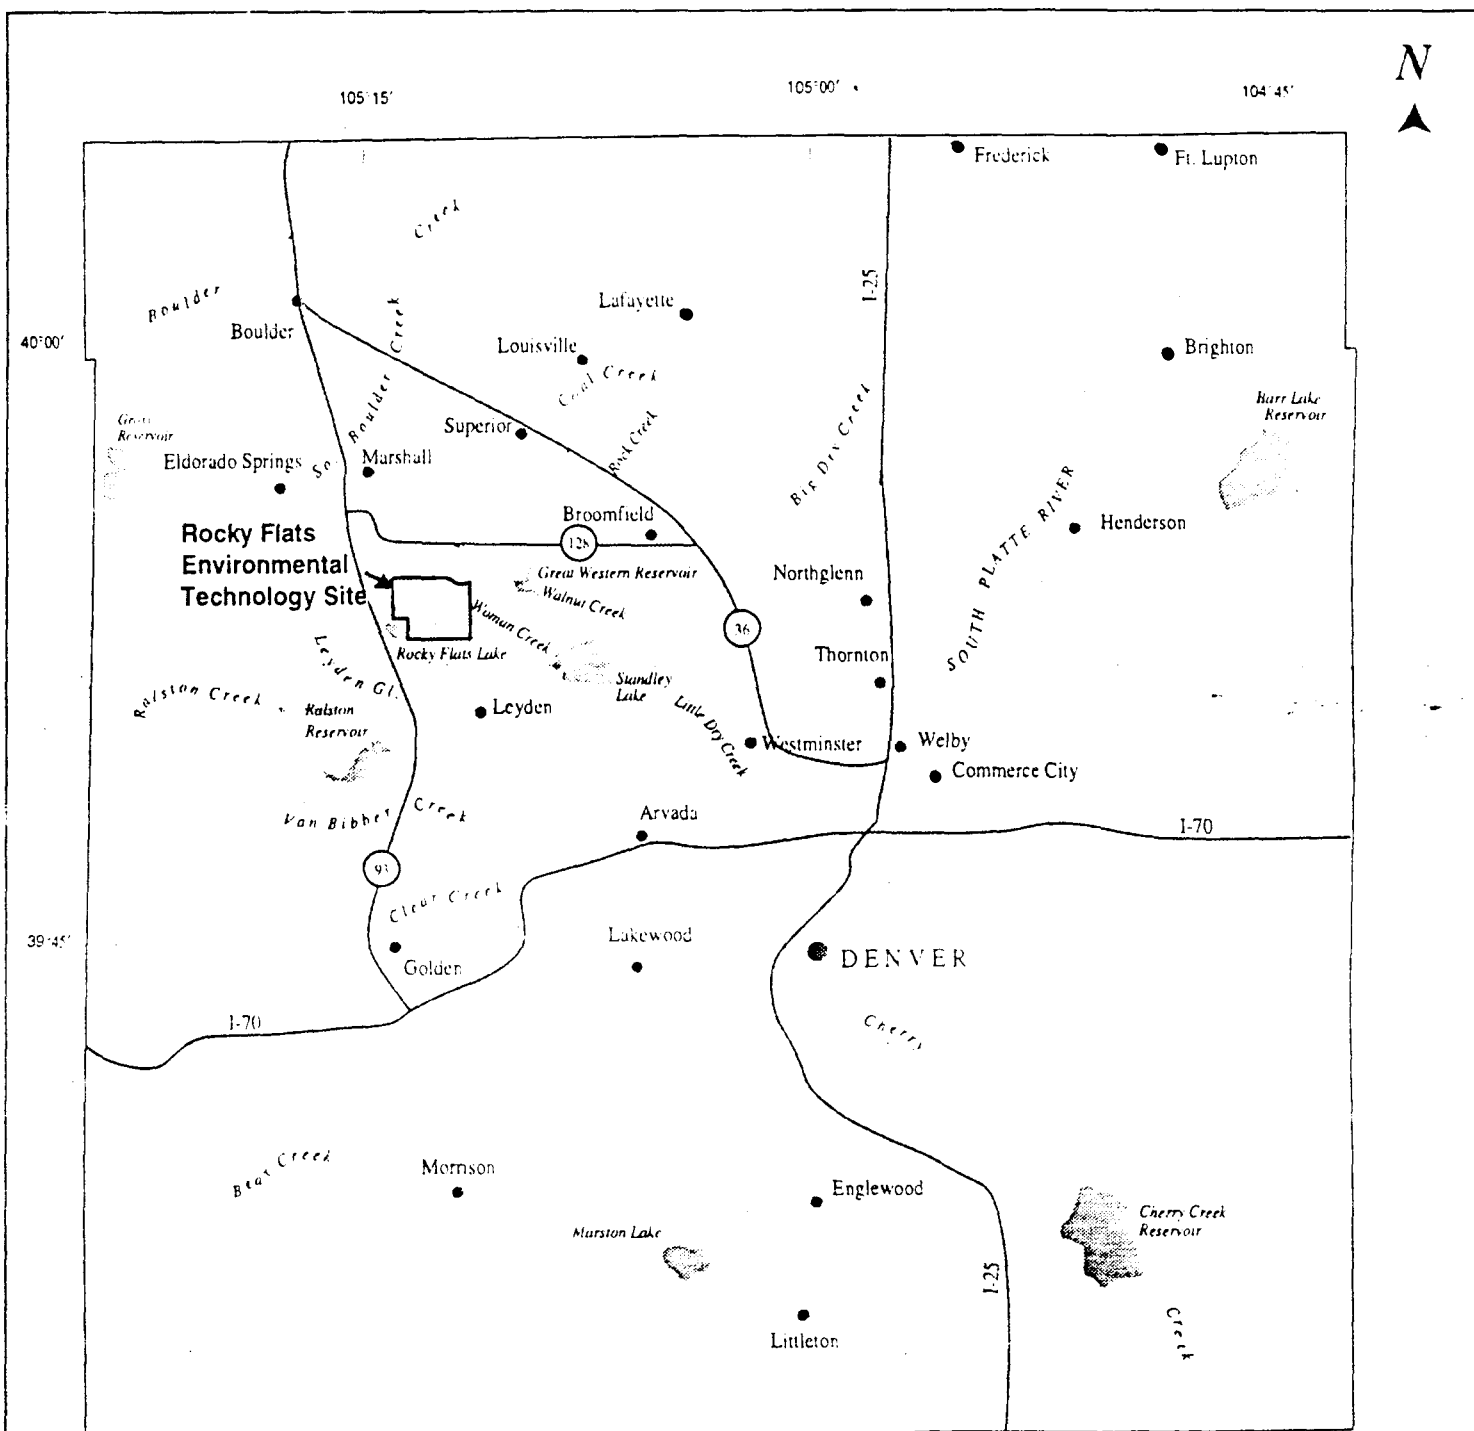 N
105°15'
105°00'
104°45'
Frederick
Ft. Lupton
Creek
Boulder
I-25
Lafayette
Boulder
40°00'
Louisville
Brighton
Coal Creek
So. Boulder Creek
Big Dry Creek
Barr Lake
Reservoir
Reservoir
Superior
Rock Creek
Eldorado Springs
Marshall
SOUTH PLATTE RIVER
Broomfield
Henderson
Rocky Flats
Environmental
Technology Site
128
Great Western Reservoir
Walnut Creek
Northglenn
Woman Creek
36
Leyden Gl.
Rocky Flats Lake
Thornton
Ralston Creek
Ralston
Reservoir
Standley
Lake
Leyden
Little Dry Creek
Westminster
Welby
Commerce City
Van Bibber Creek
Arvada
I-70
93
Clear Creek
39°45'
Lakewood
DENVER
Golden
I-70
Cherry
Bear Creek
Morrison
Englewood
Marston Lake
Cherry Creek
Reservoir
I-25
Littleton
Creek